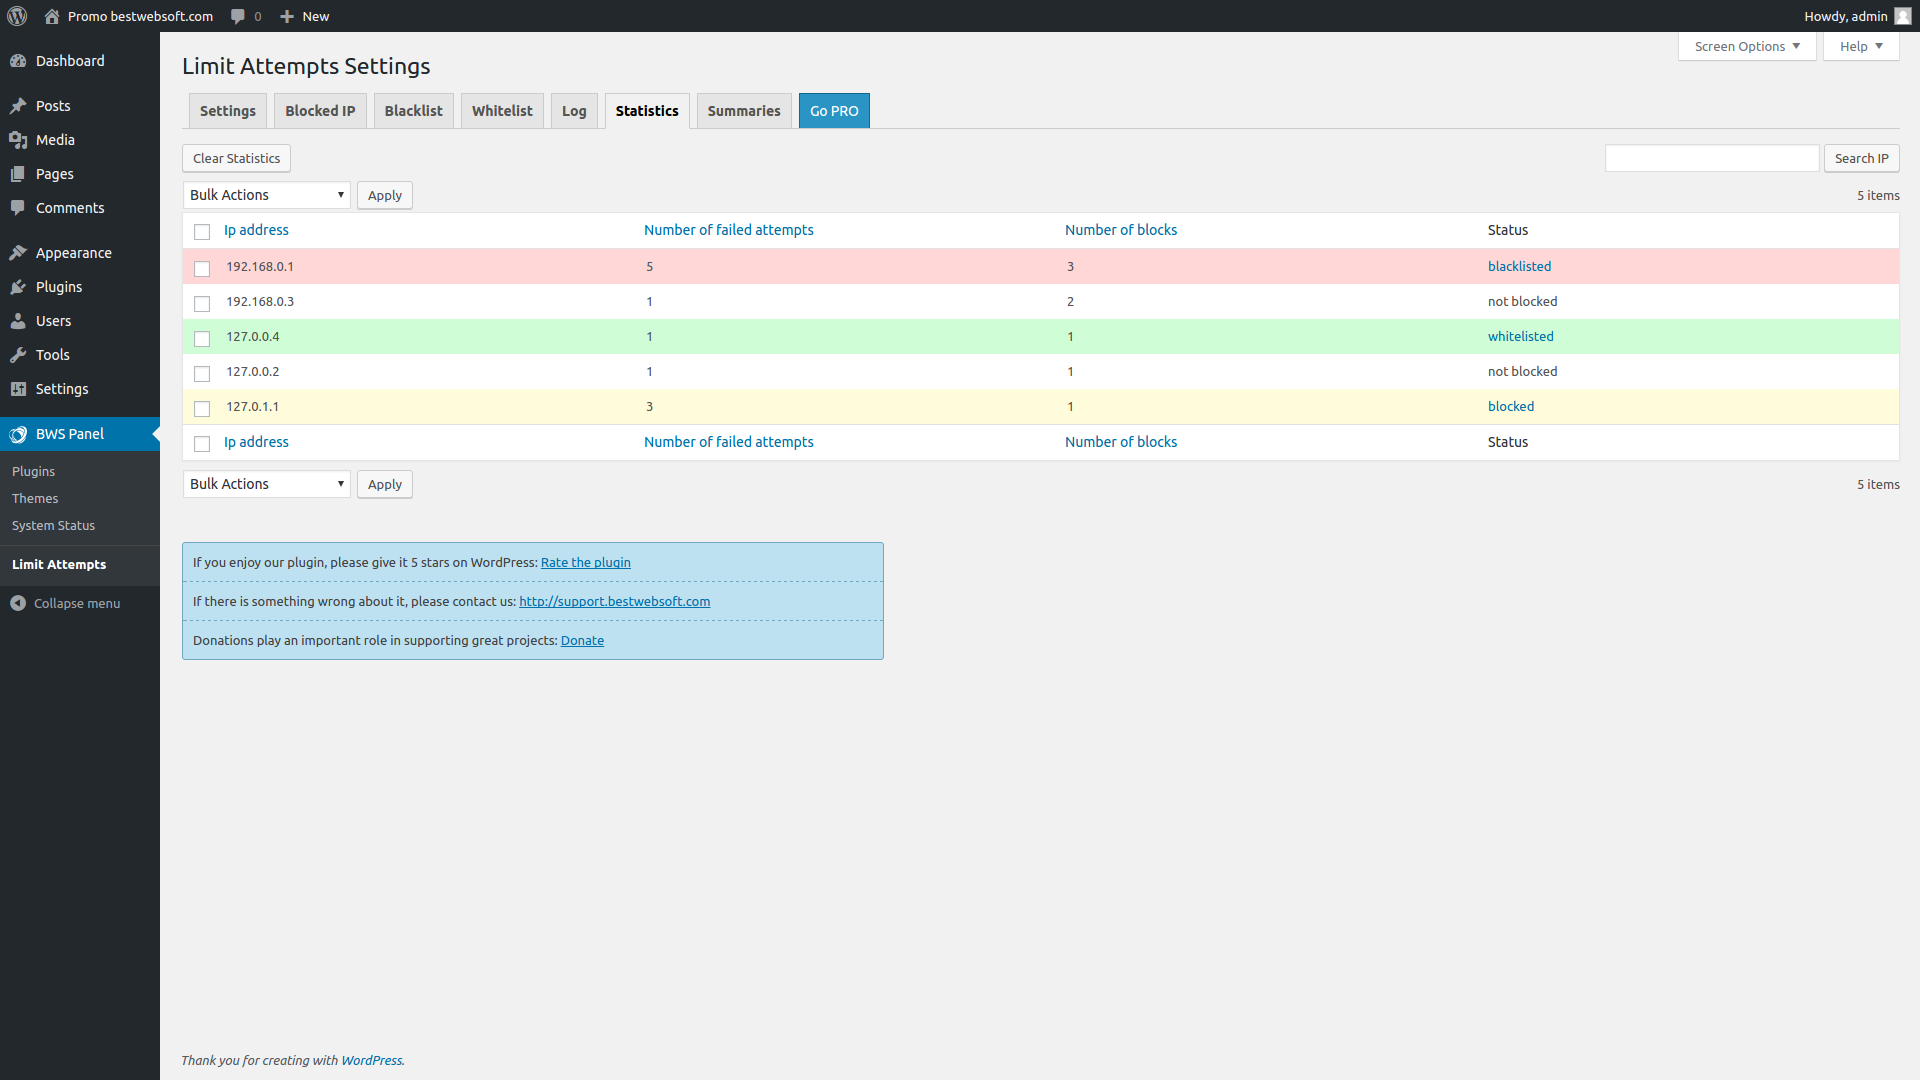 Promo bestwebsoft.com 0 New Howdy, admin
Screen Options Help
Dashboard
Posts
Media
Pages
Comments
Appearance
Plugins
Users
Tools
Settings
BWS Panel
Plugins
Themes
System Status
Limit Attempts
Collapse menu
Limit Attempts Settings
Settings Blocked IP Blacklist Whitelist Log Statistics Summaries Go PRO
Clear Statistics Search IP
Bulk Actions Apply 5 items
Ip address Number of failed attempts Number of blocks Status
192.168.0.1 5 3 blacklisted
192.168.0.3 1 2 not blocked
127.0.0.4 1 1 whitelisted
127.0.0.2 1 1 not blocked
127.0.1.1 3 1 blocked
Ip address Number of failed attempts Number of blocks Status
Bulk Actions Apply 5 items
If you enjoy our plugin, please give it 5 stars on WordPress: Rate the plugin
If there is something wrong about it, please contact us: http://support.bestwebsoft.com
Donations play an important role in supporting great projects: Donate
Thank you for creating with WordPress.